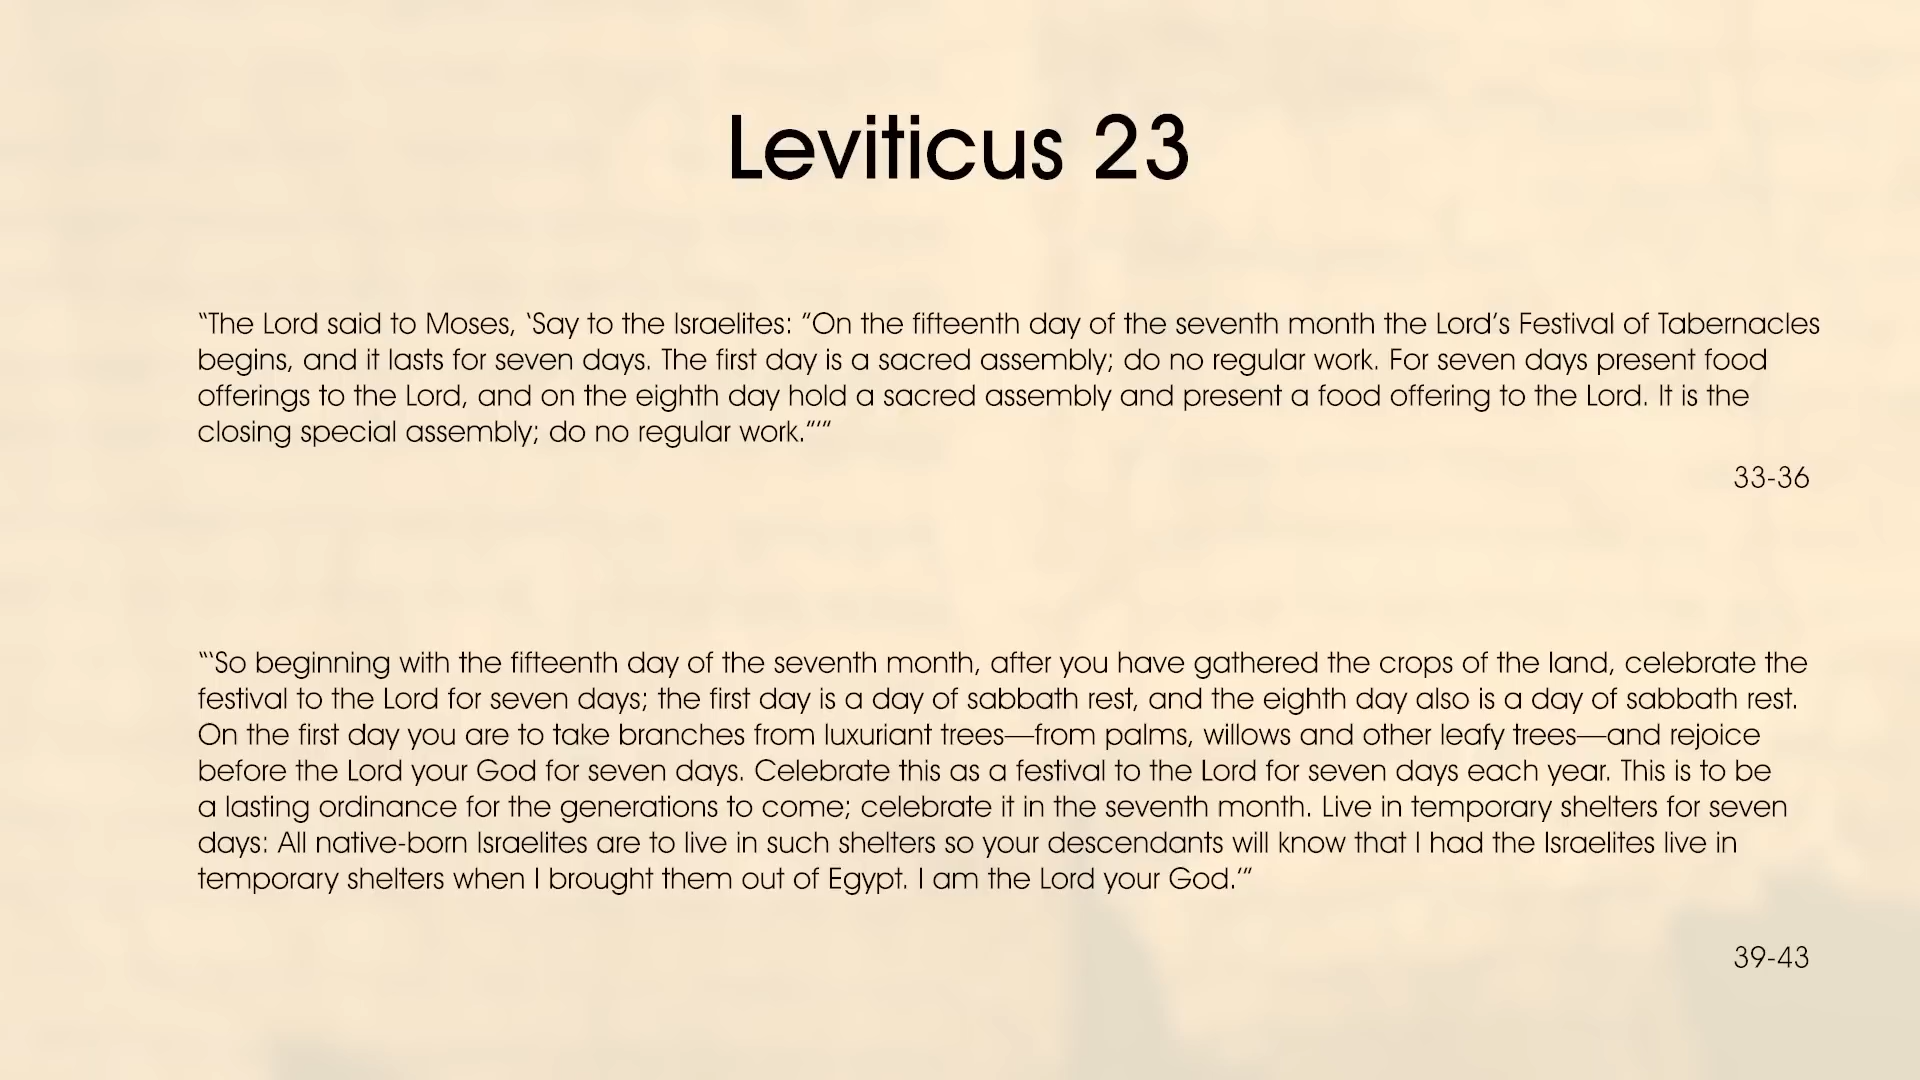 Leviticus 23
“The Lord said to Moses, ‘Say to the Israelites: “On the fifteenth day of the seventh month the Lord’s Festival of Tabernacles
begins, and it lasts for seven days. The first day is a sacred assembly; do no regular work. For seven days present food
offerings to the Lord, and on the eighth day hold a sacred assembly and present a food offering to the Lord. It is the
closing special assembly; do no regular work.”’”
33-36
“‘So beginning with the fifteenth day of the seventh month, after you have gathered the crops of the land, celebrate the
festival to the Lord for seven days; the first day is a day of sabbath rest, and the eighth day also is a day of sabbath rest.
On the first day you are to take branches from luxuriant trees—from palms, willows and other leafy trees—and rejoice
before the Lord your God for seven days. Celebrate this as a festival to the Lord for seven days each year. This is to be
a lasting ordinance for the generations to come; celebrate it in the seventh month. Live in temporary shelters for seven
days: All native-born Israelites are to live in such shelters so your descendants will know that I had the Israelites live in
temporary shelters when I brought them out of Egypt. I am the Lord your God.’”
39-43